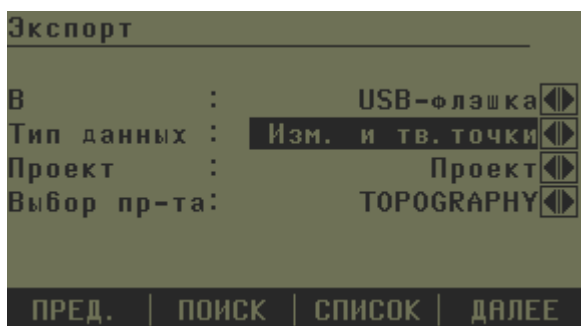 Экспорт
В : USB-флэшка
Тип данных : Изм. и тв.точки
Проект : Проект
Выбор пр-та: TOPOGRAPHY
ПРЕД. | ПОИСК | СПИСОК | ДАЛЕЕ